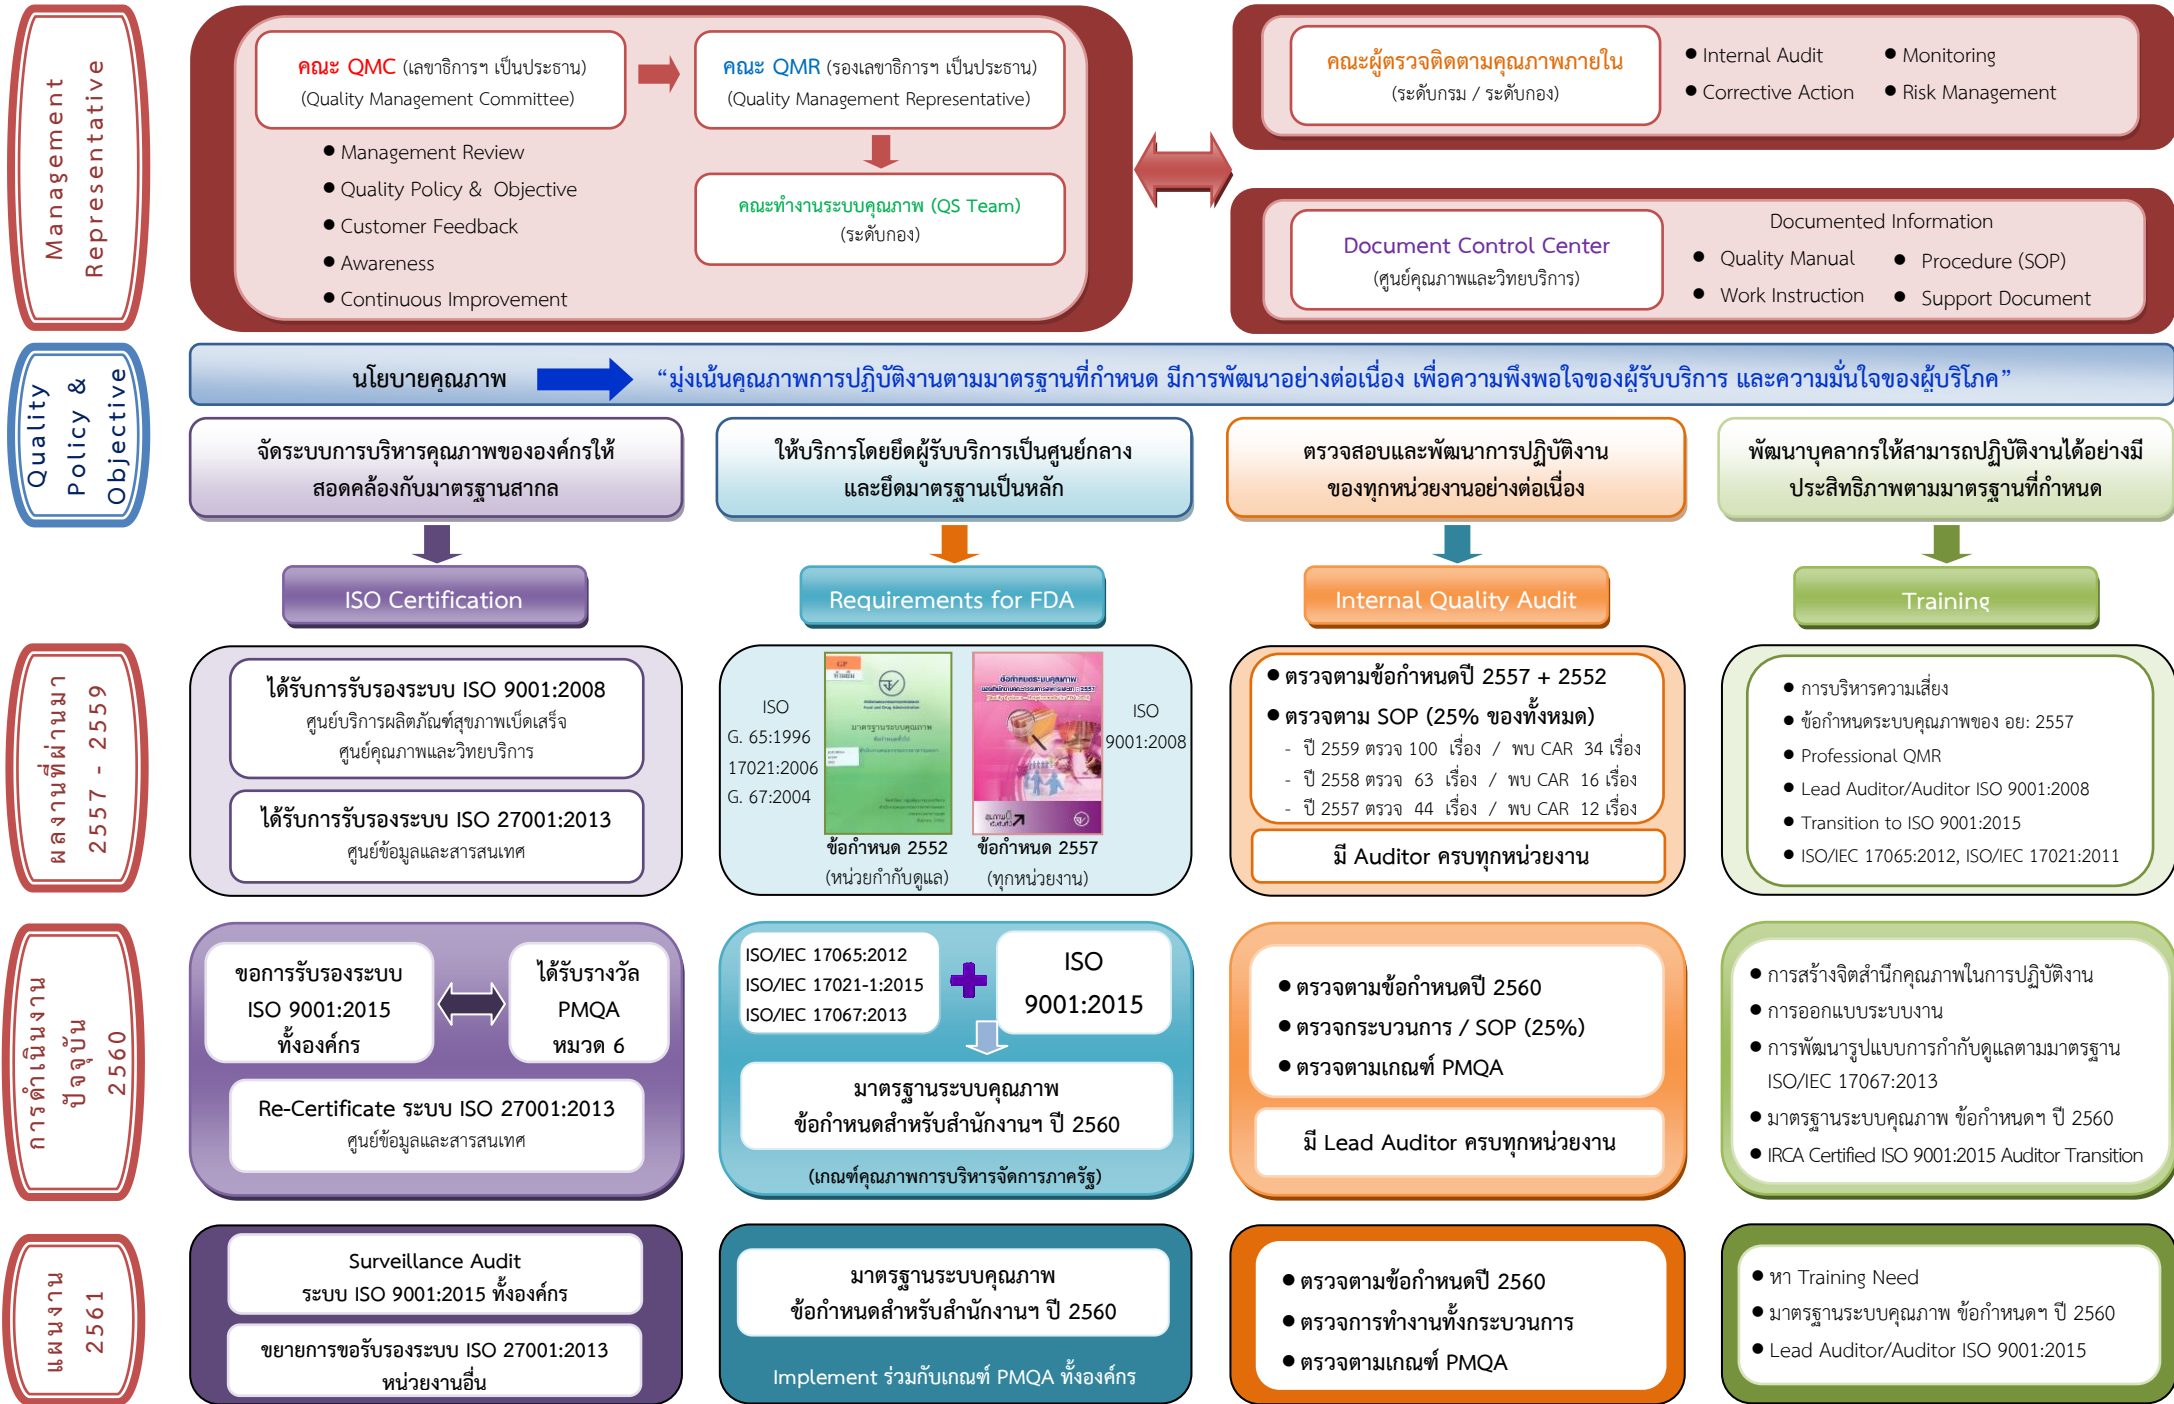 Management
Representative
คณะ QMC (เลขาธิการฯ เป็นประธาน)
(Quality Management Committee)
คณะ QMR (รองเลขาธิการฯ เป็นประธาน)
(Quality Management Representative)
● Management Review
● Quality Policy & Objective
● Customer Feedback
● Awareness
● Continuous Improvement
คณะทำงานระบบคุณภาพ (QS Team)
(ระดับกอง)
คณะผู้ตรวจติดตามคุณภาพภายใน
(ระดับกรม / ระดับกอง)
● Internal Audit
● Monitoring
● Corrective Action
● Risk Management
Document Control Center
(ศูนย์คุณภาพและวิทยบริการ)
Documented Information
● Quality Manual
● Procedure (SOP)
● Work Instruction
● Support Document
Quality
Policy &
Objective
นโยบายคุณภาพ
“มุ่งเน้นคุณภาพการปฏิบัติงานตามมาตรฐานที่กำหนด มีการพัฒนาอย่างต่อเนื่อง เพื่อความพึงพอใจของผู้รับบริการ และความมั่นใจของผู้บริโภค”
จัดระบบการบริหารคุณภาพขององค์กรให้
สอดคล้องกับมาตรฐานสากล
ให้บริการโดยยึดผู้รับบริการเป็นศูนย์กลาง
และยึดมาตรฐานเป็นหลัก
ตรวจสอบและพัฒนาการปฏิบัติงาน
ของทุกหน่วยงานอย่างต่อเนื่อง
พัฒนาบุคลากรให้สามารถปฏิบัติงานได้อย่างมี
ประสิทธิภาพตามมาตรฐานที่กำหนด
ISO Certification
Requirements for FDA
Internal Quality Audit
Training
ผลงานที่ผ่านมา
2557 - 2559
ได้รับการรับรองระบบ ISO 9001:2008
ศูนย์บริการผลิตภัณฑ์สุขภาพเบ็ดเสร็จ
ศูนย์คุณภาพและวิทยบริการ
ได้รับการรับรองระบบ ISO 27001:2013
ศูนย์ข้อมูลและสารสนเทศ
ISO
G. 65:1996
17021:2006
G. 67:2004
GP
Food and Drug Administration
มาตรฐานระบบคุณภาพ
ข้อกำหนดระบบคุณภาพ
ISO
9001:2008
ข้อกำหนด 2552
(หน่วยกำกับดูแล)
ข้อกำหนด 2557
(ทุกหน่วยงาน)
● ตรวจตามข้อกำหนดปี 2557 + 2552
● ตรวจตาม SOP (25% ของทั้งหมด)
- ปี 2559 ตรวจ 100 เรื่อง / พบ CAR 34 เรื่อง
- ปี 2558 ตรวจ 63 เรื่อง / พบ CAR 16 เรื่อง
- ปี 2557 ตรวจ 44 เรื่อง / พบ CAR 12 เรื่อง
มี Auditor ครบทุกหน่วยงาน
● การบริหารความเสี่ยง
● ข้อกำหนดระบบคุณภาพของ อย: 2557
● Professional QMR
● Lead Auditor/Auditor ISO 9001:2008
● Transition to ISO 9001:2015
● ISO/IEC 17065:2012, ISO/IEC 17021:2011
การดำเนินงาน
ปัจจุบัน
2560
ขอการรับรองระบบ
ISO 9001:2015
ทั้งองค์กร
ได้รับรางวัล
PMQA
หมวด 6
Re-Certificate ระบบ ISO 27001:2013
ศูนย์ข้อมูลและสารสนเทศ
ISO/IEC 17065:2012
ISO/IEC 17021-1:2015
ISO/IEC 17067:2013
ISO
9001:2015
มาตรฐานระบบคุณภาพ
ข้อกำหนดสำหรับสำนักงานฯ ปี 2560
(เกณฑ์คุณภาพการบริหารจัดการภาครัฐ)
● ตรวจตามข้อกำหนดปี 2560
● ตรวจกระบวนการ / SOP (25%)
● ตรวจตามเกณฑ์ PMQA
มี Lead Auditor ครบทุกหน่วยงาน
● การสร้างจิตสำนึกคุณภาพในการปฏิบัติงาน
● การออกแบบระบบงาน
● การพัฒนารูปแบบการกำกับดูแลตามมาตรฐาน
ISO/IEC 17067:2013
● มาตรฐานระบบคุณภาพ ข้อกำหนดฯ ปี 2560
● IRCA Certified ISO 9001:2015 Auditor Transition
แผนงาน
2561
Surveillance Audit
ระบบ ISO 9001:2015 ทั้งองค์กร
ขยายการขอรับรองระบบ ISO 27001:2013
หน่วยงานอื่น
มาตรฐานระบบคุณภาพ
ข้อกำหนดสำหรับสำนักงานฯ ปี 2560
Implement ร่วมกับเกณฑ์ PMQA ทั้งองค์กร
● ตรวจตามข้อกำหนดปี 2560
● ตรวจการทำงานทั้งกระบวนการ
● ตรวจตามเกณฑ์ PMQA
● หา Training Need
● มาตรฐานระบบคุณภาพ ข้อกำหนดฯ ปี 2560
● Lead Auditor/Auditor ISO 9001:2015